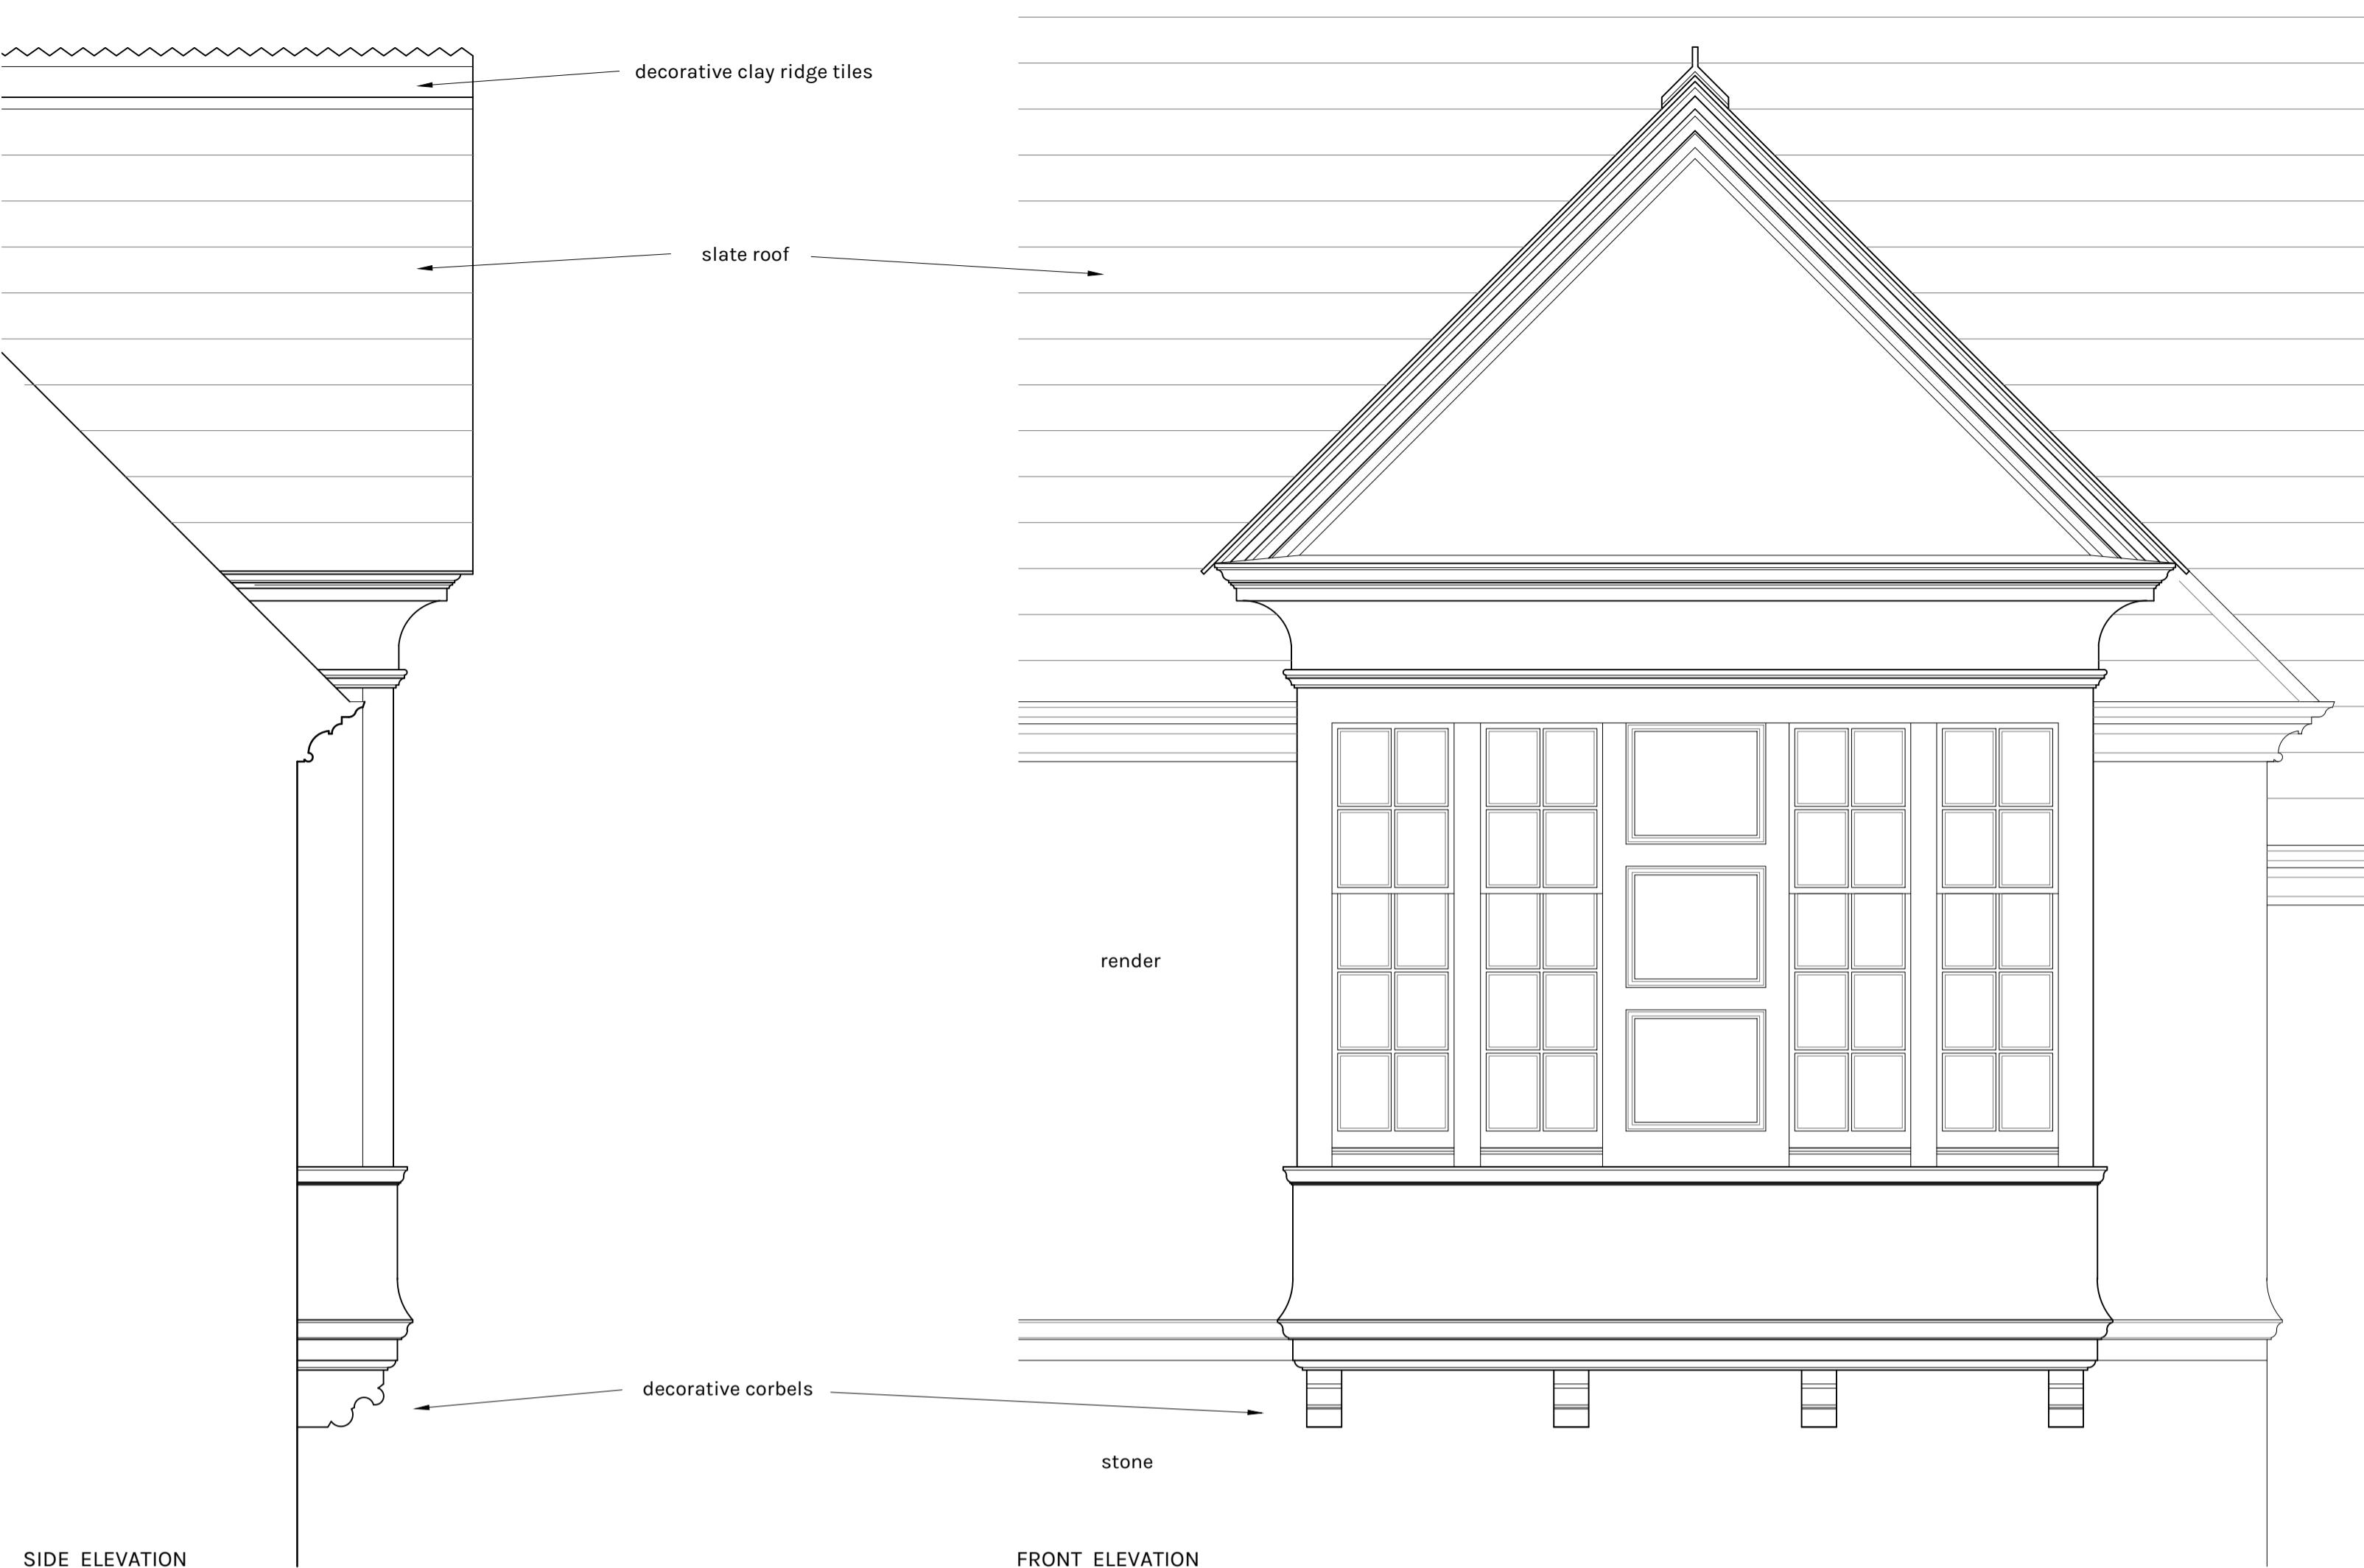 decorative clay ridge tiles
slate roof
render
decorative corbels
stone
SIDE ELEVATION
FRONT ELEVATION